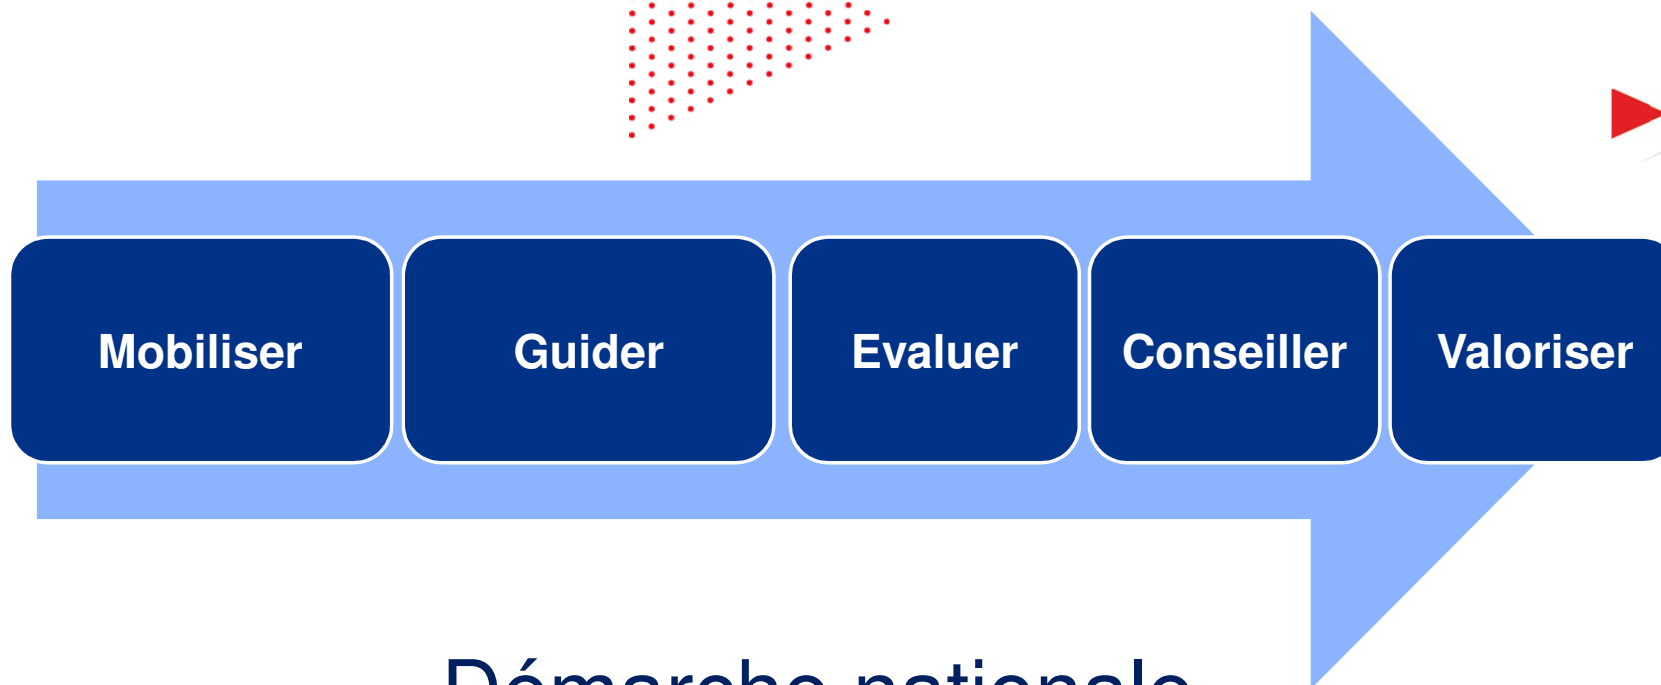 Mobiliser
Guider
Evaluer
Conseiller
Valoriser
Démarche nationale